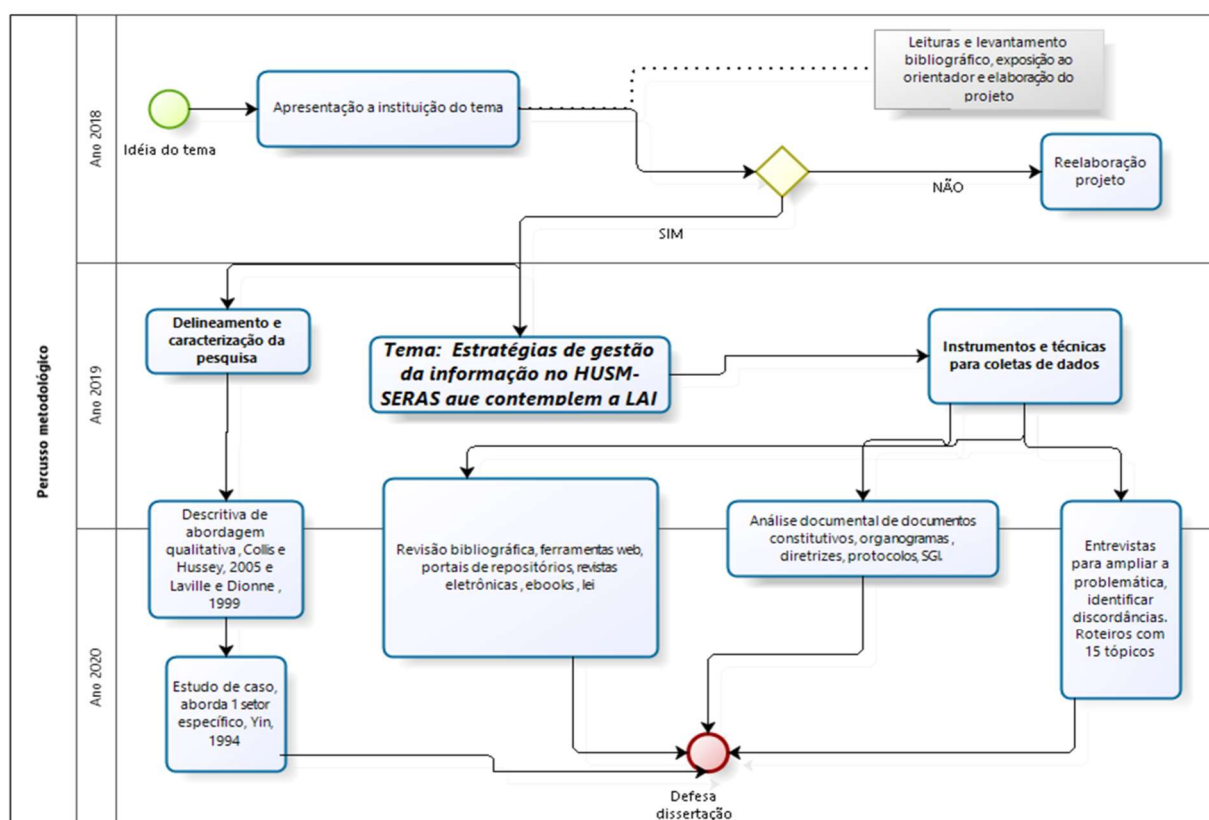 Percusso metodológico
Ano 2018
Idéia do tema
Apresentação a instituição do tema
Leituras e levantamento
bibliográfico, exposição ao
orientador e elaboração do
projeto
NÃO
Reelaboração
projeto
SIM
Ano 2019
Delineamento e
caracterização da
pesquisa
Tema: Estratégias de gestão
da informação no HUSM-
SERAS que contemplem a LAI
Instrumentos e técnicas
para coletas de dados
Ano 2020
Descritiva de
abordagem
qualitativa , Collis e
Hussey, 2005 e
Laville e Dionne ,
1999
Revisão bibliográfica, ferramentas web,
portais de repositórios, revistas
eletrônicas , ebooks , lei
Análise documental de documentos
constitutivos, organogramas ,
diretrizes, protocolos, SGI.
Entrevistas
para ampliar a
problemática,
identificar
discordâncias.
Roteiros com
15 tópicos
Estudo de caso,
aborda 1 setor
específico, Yin,
1994
Defesa
dissertação